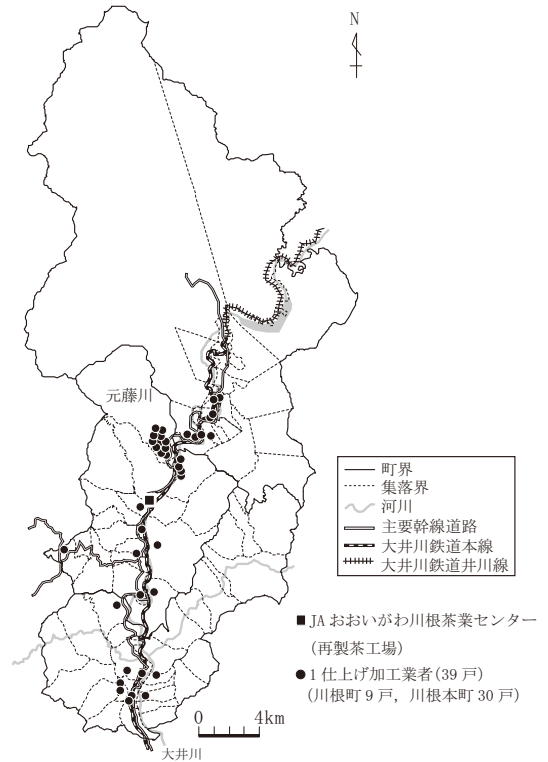 N
元藤川
町界
集落界
河川
主要幹線道路
大井川鉄道本線
大井川鉄道井川線
JAおおいがわ川根茶業センター
(再製茶工場)
1仕上げ加工業者(39戸)
(川根町9戸，川根本町30戸)
0 4km
大井川